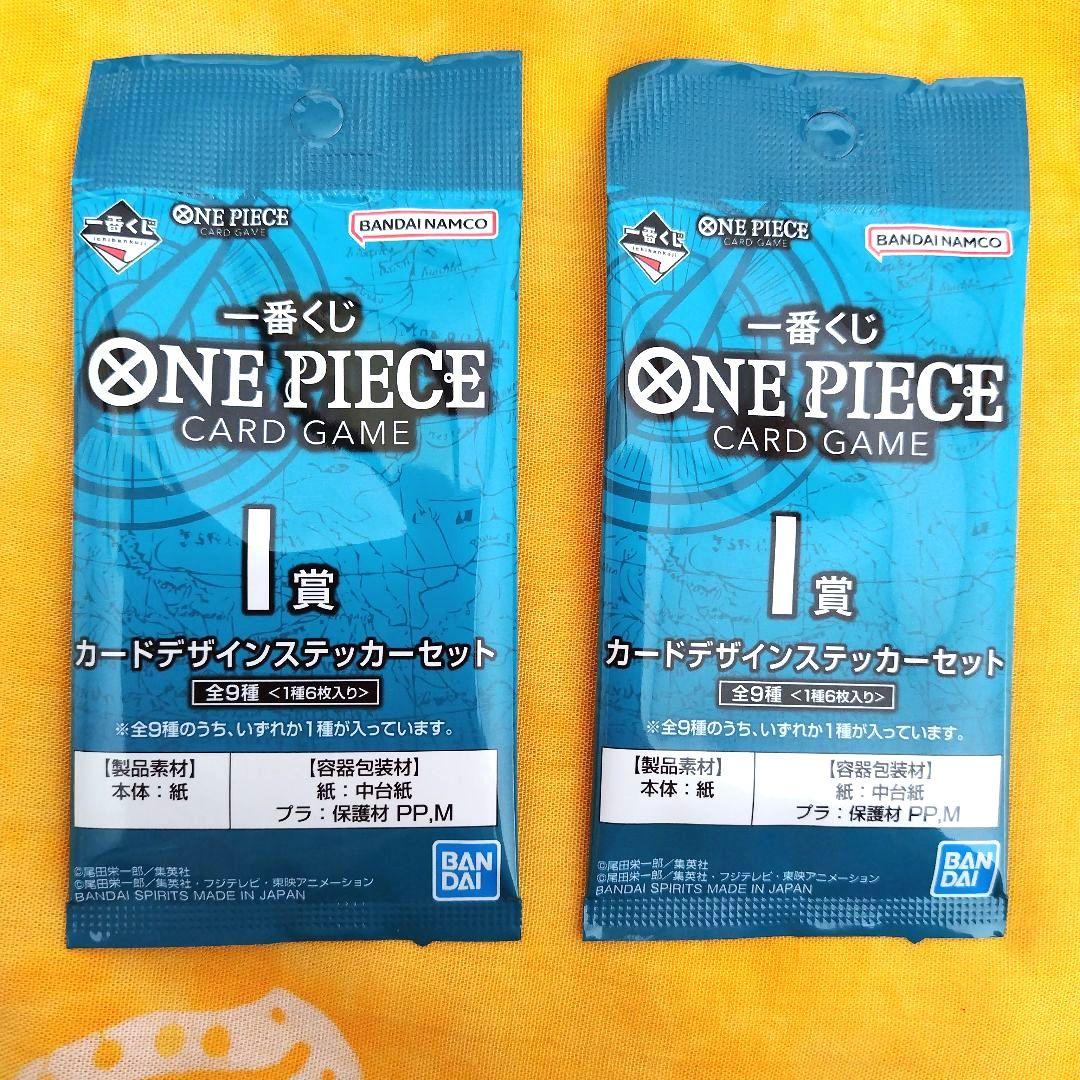 一番くじ
ichibankuji
ONE PIECE
CARD GAME
BANDAI NAMCO
一番くじ
ONE PIECE
CARD GAME
I賞
カードデザインステッカーセット
全9種 <1種6枚入り>
※全9種のうち、いずれか1種が入っています。
【製品素材】
本体：紙
【容器包装材】
紙：中台紙
プラ：保護材 PP,M
©尾田栄一郎／集英社
©尾田栄一郎／集英社・フジテレビ・東映アニメーション
BANDAI SPIRITS MADE IN JAPAN
BAN
DAI
一番くじ
ichibankuji
ONE PIECE
CARD GAME
BANDAI NAMCO
一番くじ
ONE PIECE
CARD GAME
I賞
カードデザインステッカーセット
全9種 <1種6枚入り>
※全9種のうち、いずれか1種が入っています。
【製品素材】
本体：紙
【容器包装材】
紙：中台紙
プラ：保護材 PP,M
©尾田栄一郎／集英社
©尾田栄一郎／集英社・フジテレビ・東映アニメーション
BANDAI SPIRITS MADE IN JAPAN
BAN
DAI